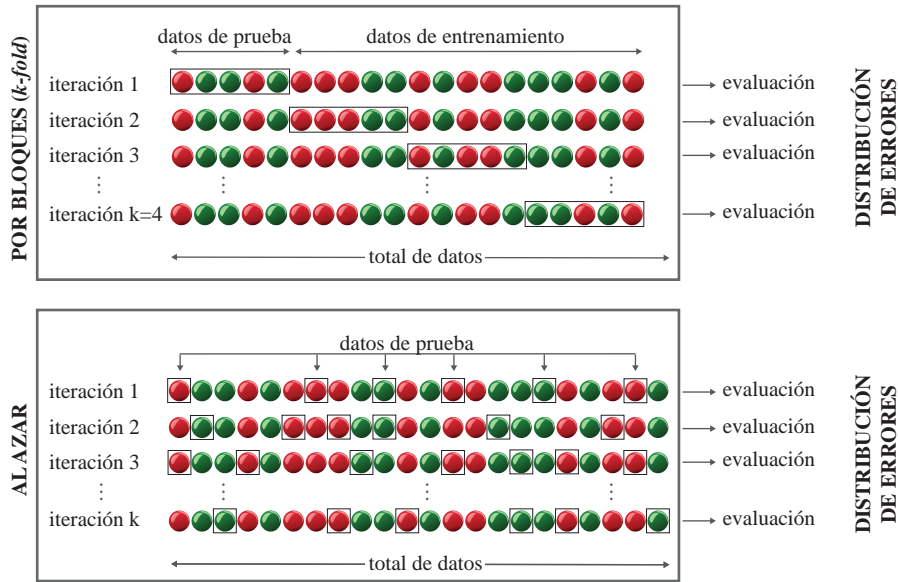 POR BLOQUES (k-fold)
datos de prueba
datos de entrenamiento
iteración 1
evaluación
iteración 2
evaluación
iteración 3
evaluación
iteración k=4
evaluación
total de datos
DISTRIBUCIÓN
DE ERRORES
AL AZAR
datos de prueba
iteración 1
evaluación
iteración 2
evaluación
iteración 3
evaluación
iteración k
evaluación
total de datos
DISTRIBUCIÓN
DE ERRORES